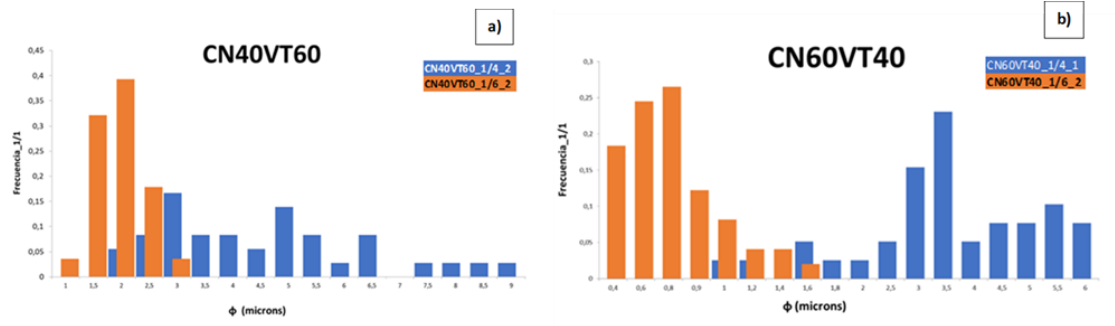 a)
CN40VT60
CN40VT60_1/4_2
CN40VT60_1/6_2
Frecuencia_1/1
0,45
0,4
0,35
0,3
0,25
0,2
0,15
0,1
0,05
0
1 1,5 2 2,5 3 3,5 4 4,5 5 5,5 6 6,5 7 7,5 8 8,5 9
ϕ (microns)
b)
CN60VT40
CN60VT40_1/4_1
CN60VT40_1/6_2
Frecuencia_1/1
0,3
0,25
0,2
0,15
0,1
0,05
0
0,4 0,6 0,8 0,9 1 1,2 1,4 1,6 1,8 2 2,5 3 3,5 4 4,5 5 5,5 6
ϕ (microns)